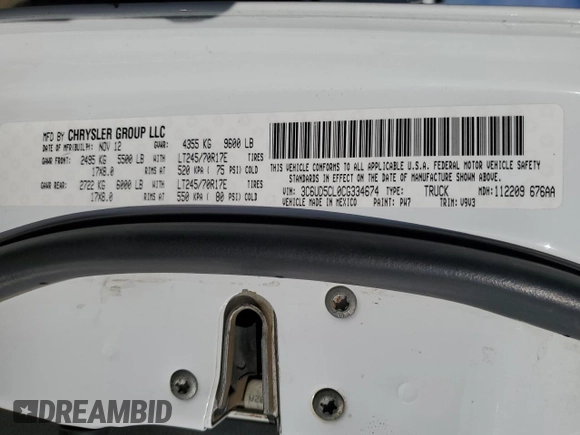 MFD BY CHRYSLER GROUP LLC
DATE OF MFR/BUILPH: NOV 12 GVWR: 4355 KG 9600 LB
GAWR FRONT: 2495 KG 5500 LB WITH LT245/70R17E TIRES
17X8.0 RIMS AT 520 KPA ( 75 PSI) COLD
GAWR REAR: 2722 KG 6000 LB WITH LT245/70R17E TIRES
17X8.0 RIMS AT 550 KPA ( 80 PSI) COLD
THIS VEHICLE CONFORMS TO ALL APPLICABLE U.S.A. FEDERAL MOTOR VEHICLE SAFETY
STANDARDS IN EFFECT ON THE DATE OF MANUFACTURE SHOWN ABOVE.
VIN: 3C6UD5CL0CG334674 TYPE: TRUCK MDH: 112209 676AA
VEHICLE MADE IN MEXICO PAINT: PW7 TRIM: V9V3
DREAMBID